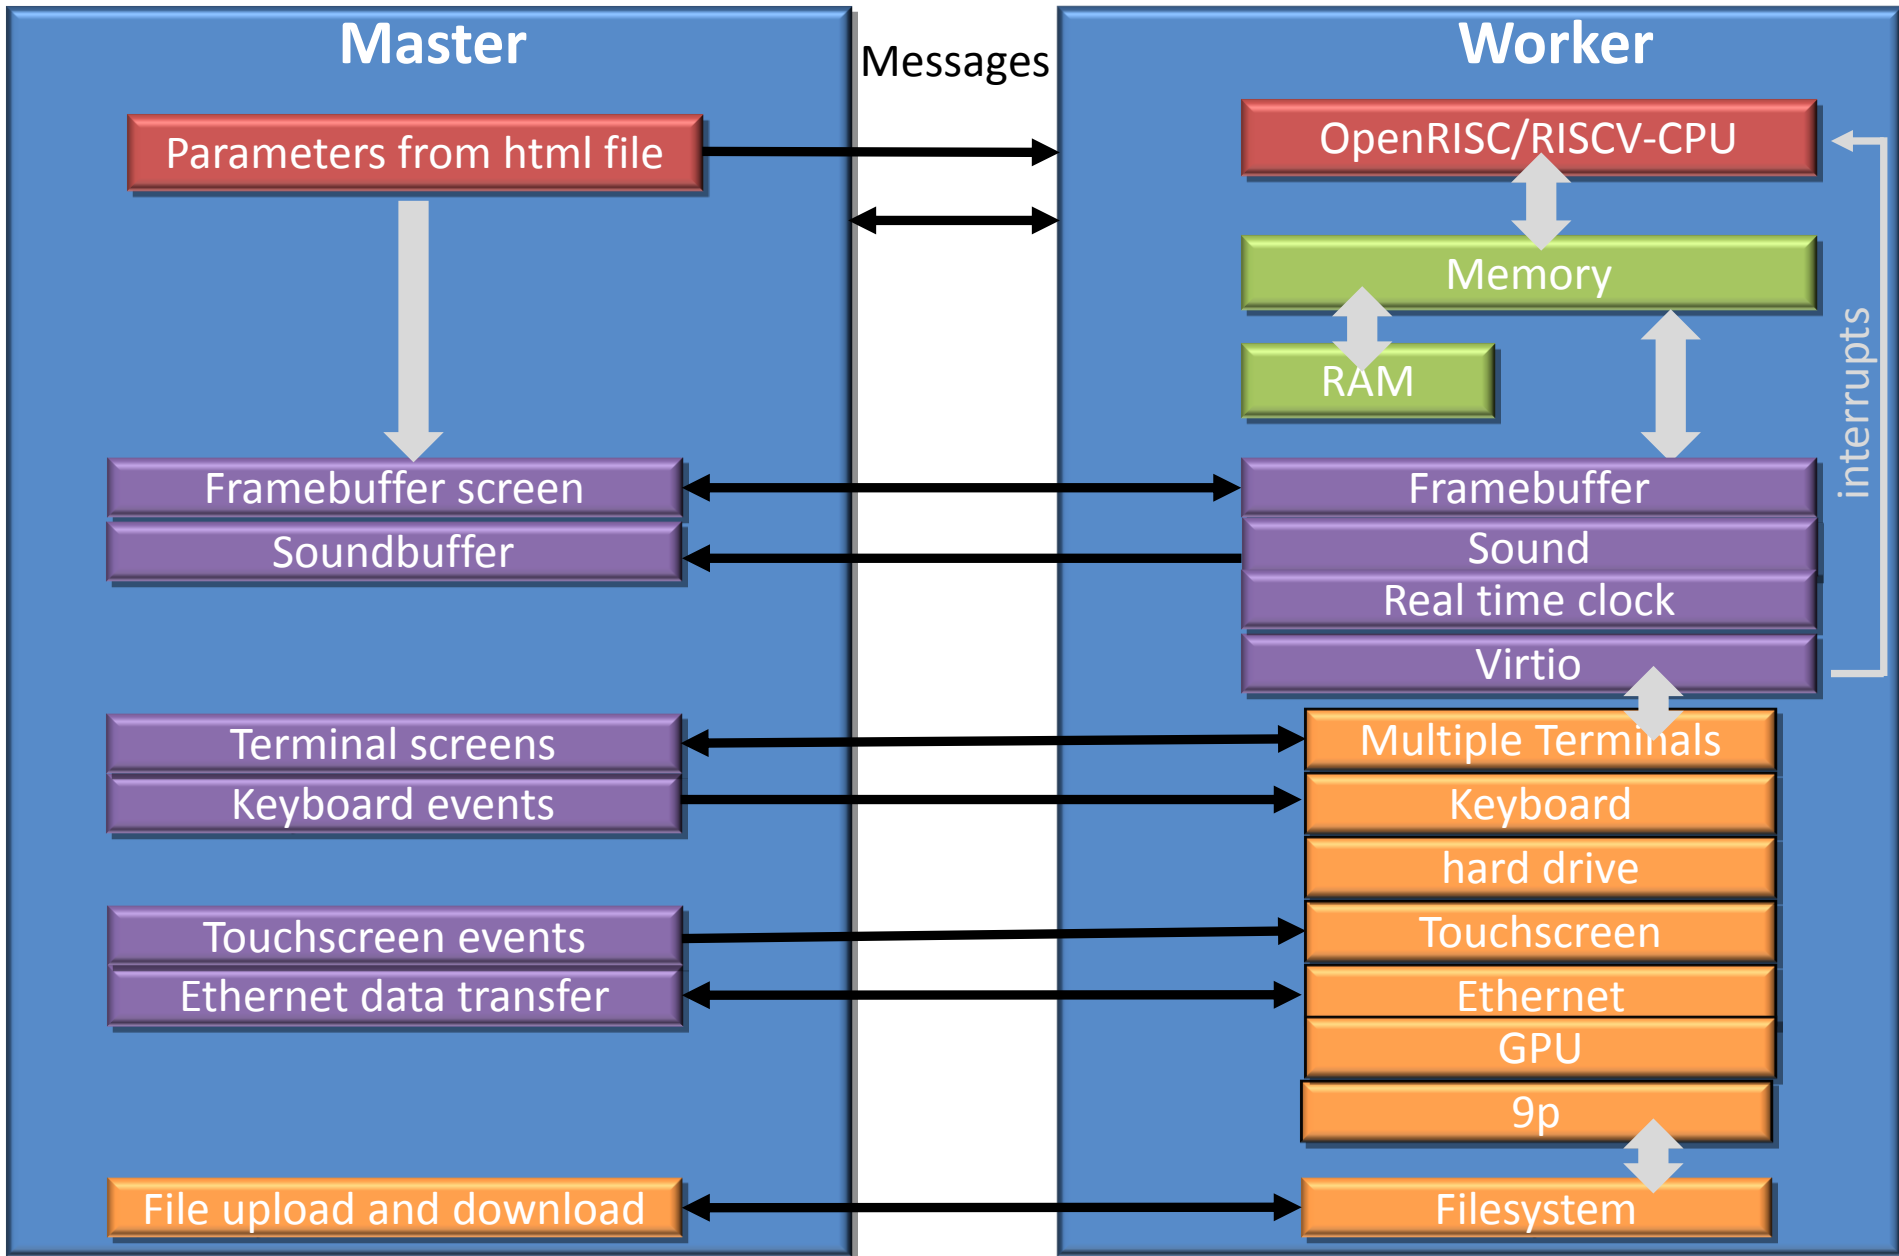 Master
Messages
Worker
Parameters from html file
OpenRISC/RISCV-CPU
Memory
RAM
interrupts
Framebuffer screen
Framebuffer
Soundbuffer
Sound
Real time clock
Virtio
Terminal screens
Multiple Terminals
Keyboard events
Keyboard
hard drive
Touchscreen events
Touchscreen
Ethernet data transfer
Ethernet
GPU
9p
File upload and download
Filesystem